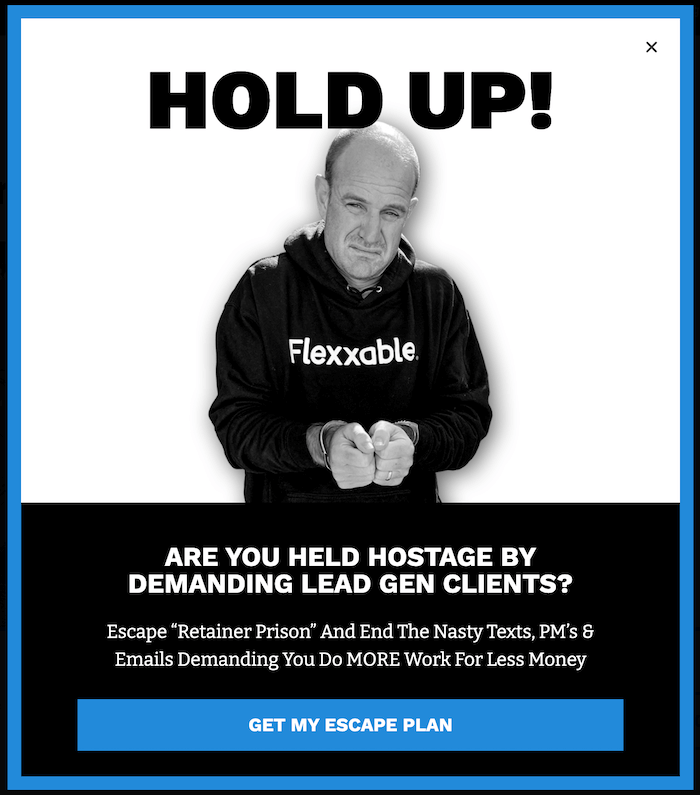 HOLD UP!
Flexxable.
ARE YOU HELD HOSTAGE BY
DEMANDING LEAD GEN CLIENTS?
Escape “Retainer Prison” And End The Nasty Texts, PM’s &
Emails Demanding You Do MORE Work For Less Money
GET MY ESCAPE PLAN